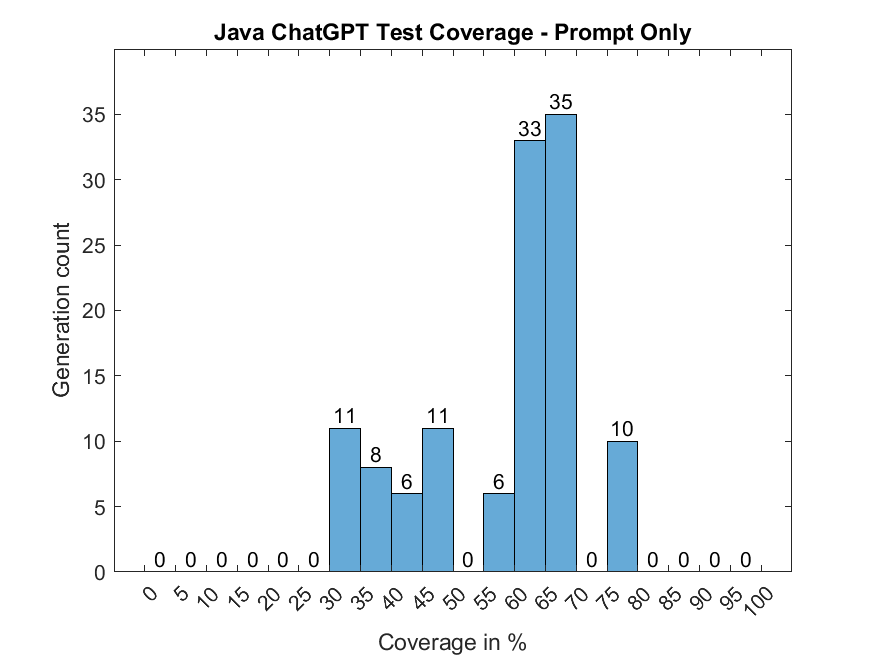 Java ChatGPT Test Coverage - Prompt Only
Generation count
35
30
25
20
15
10
5
0
0 0 0 0 0 0 11 8 6 11 0 6 33 35 0 10 0 0 0 0
0 5 10 15 20 25 30 35 40 45 50 55 60 65 70 75 80 85 90 95 100
Coverage in %